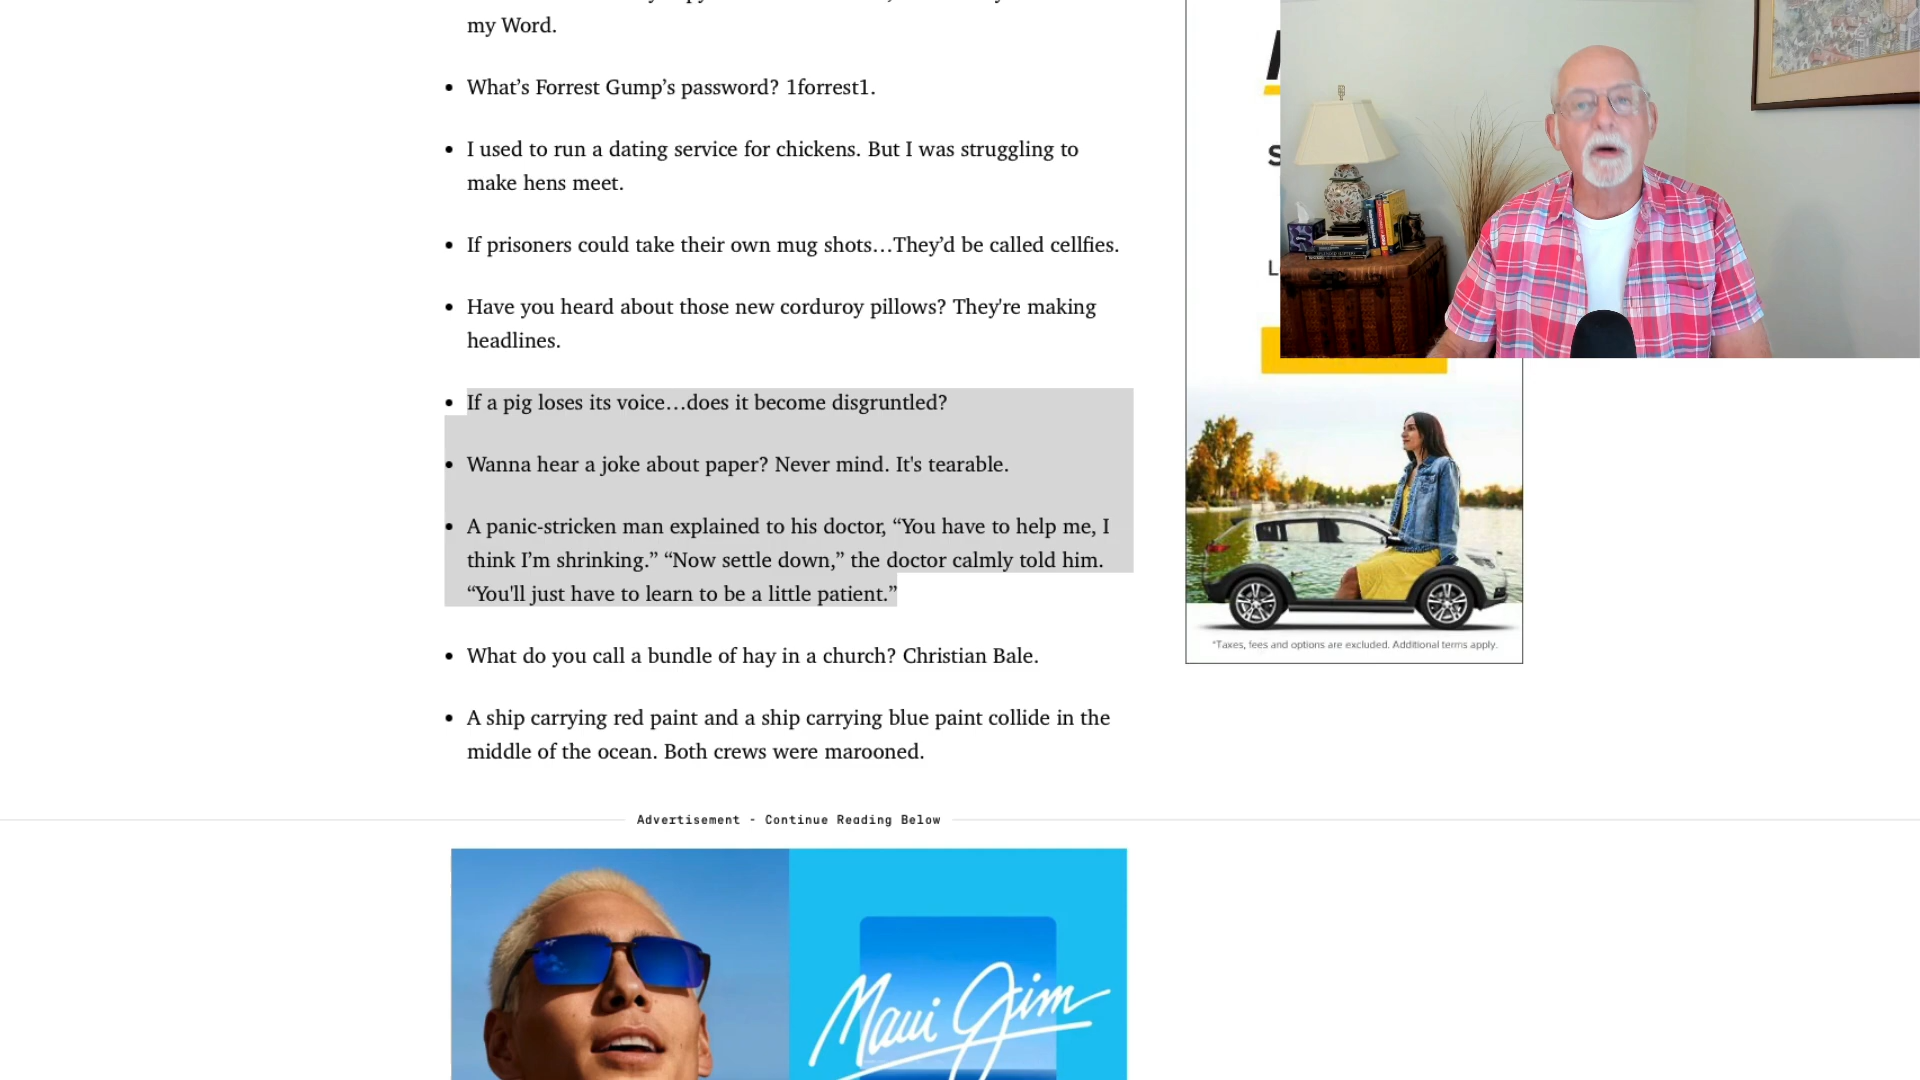 my Word.
• What’s Forrest Gump’s password? 1forrest1.
• I used to run a dating service for chickens. But I was struggling to
make hens meet.
• If prisoners could take their own mug shots…They’d be called cellfies.
• Have you heard about those new corduroy pillows? They're making
headlines.
• If a pig loses its voice…does it become disgruntled?
• Wanna hear a joke about paper? Never mind. It's tearable.
• A panic-stricken man explained to his doctor, “You have to help me, I
think I’m shrinking.” “Now settle down,” the doctor calmly told him.
“You'll just have to learn to be a little patient.”
• What do you call a bundle of hay in a church? Christian Bale.
• A ship carrying red paint and a ship carrying blue paint collide in the
middle of the ocean. Both crews were marooned.
*Taxes, fees and options are excluded. Additional terms apply.
Advertisement - Continue Reading Below
Maui Jim